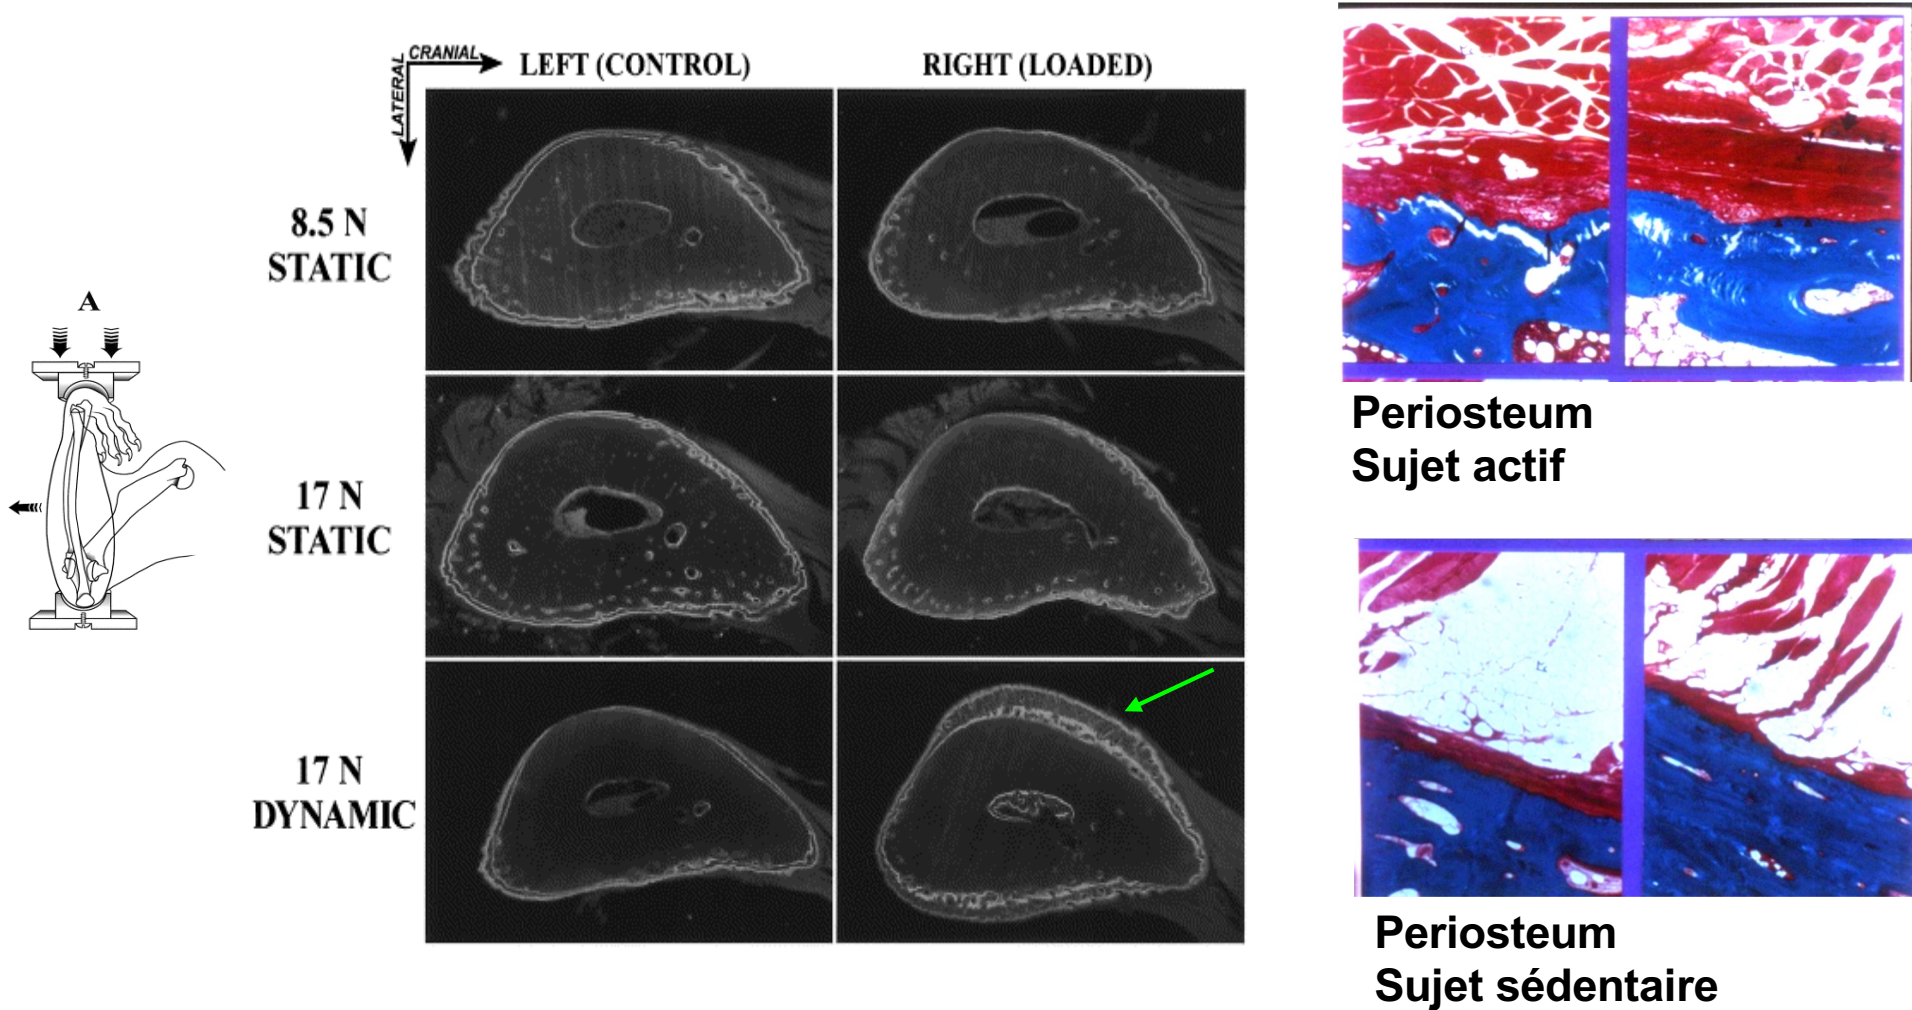 CRANIAL
LATERAL
LEFT (CONTROL)
RIGHT (LOADED)
8.5 N
STATIC
A
17 N
STATIC
17 N
DYNAMIC
Periosteum
Sujet actif
Periosteum
Sujet sédentaire